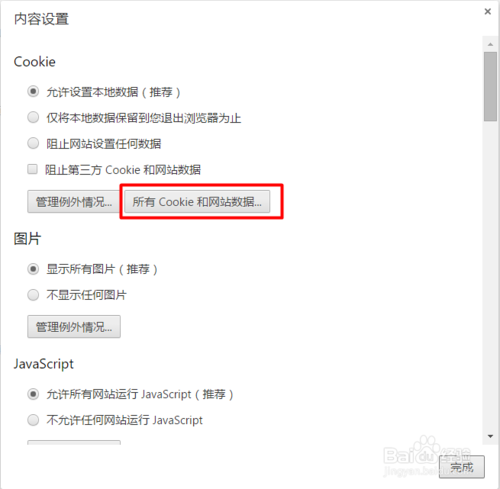 内容设置
Cookie
允许设置本地数据（推荐）
仅将本地数据保留到您退出浏览器为止
阻止网站设置任何数据
阻止第三方 Cookie 和网站数据
管理例外情况... 所有 Cookie 和网站数据...
图片
显示所有图片（推荐）
不显示任何图片
管理例外情况...
JavaScript
允许所有网站运行 JavaScript（推荐）
不允许任何网站运行 JavaScript
Baidu 经验
jingyan.baidu.com
完成